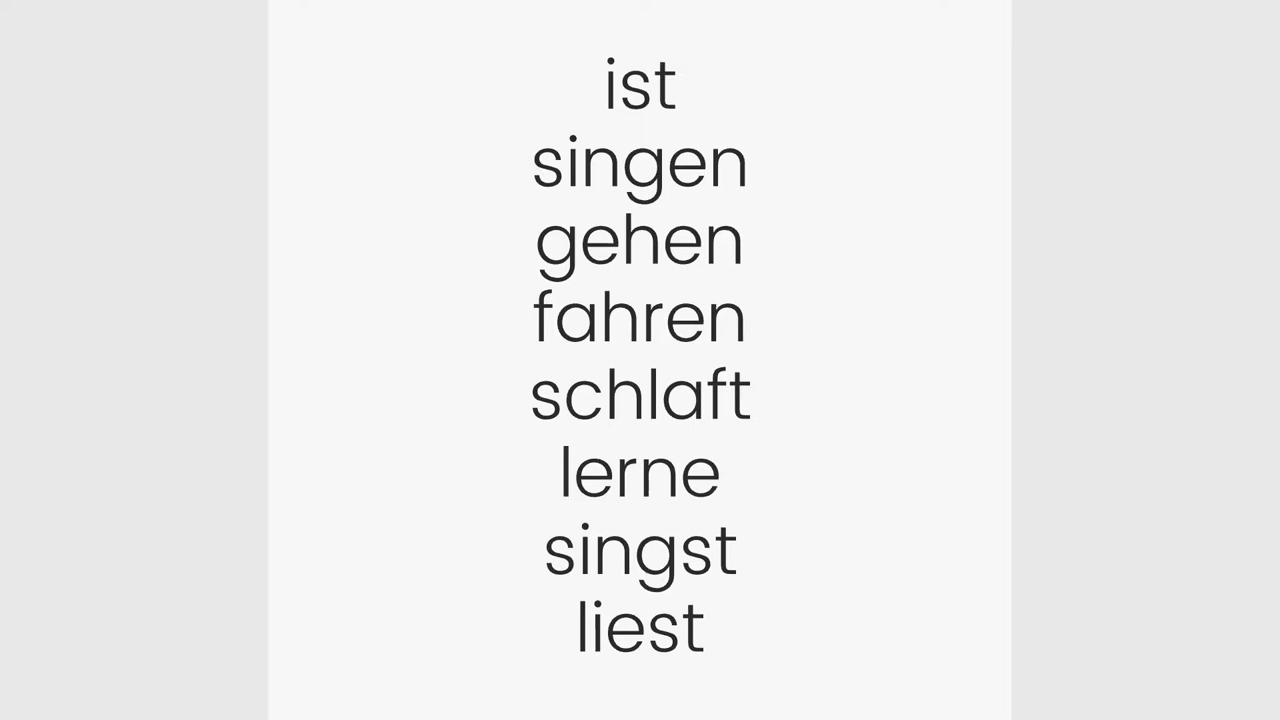 ist
singen
gehen
fahren
schlaft
lerne
singst
liest